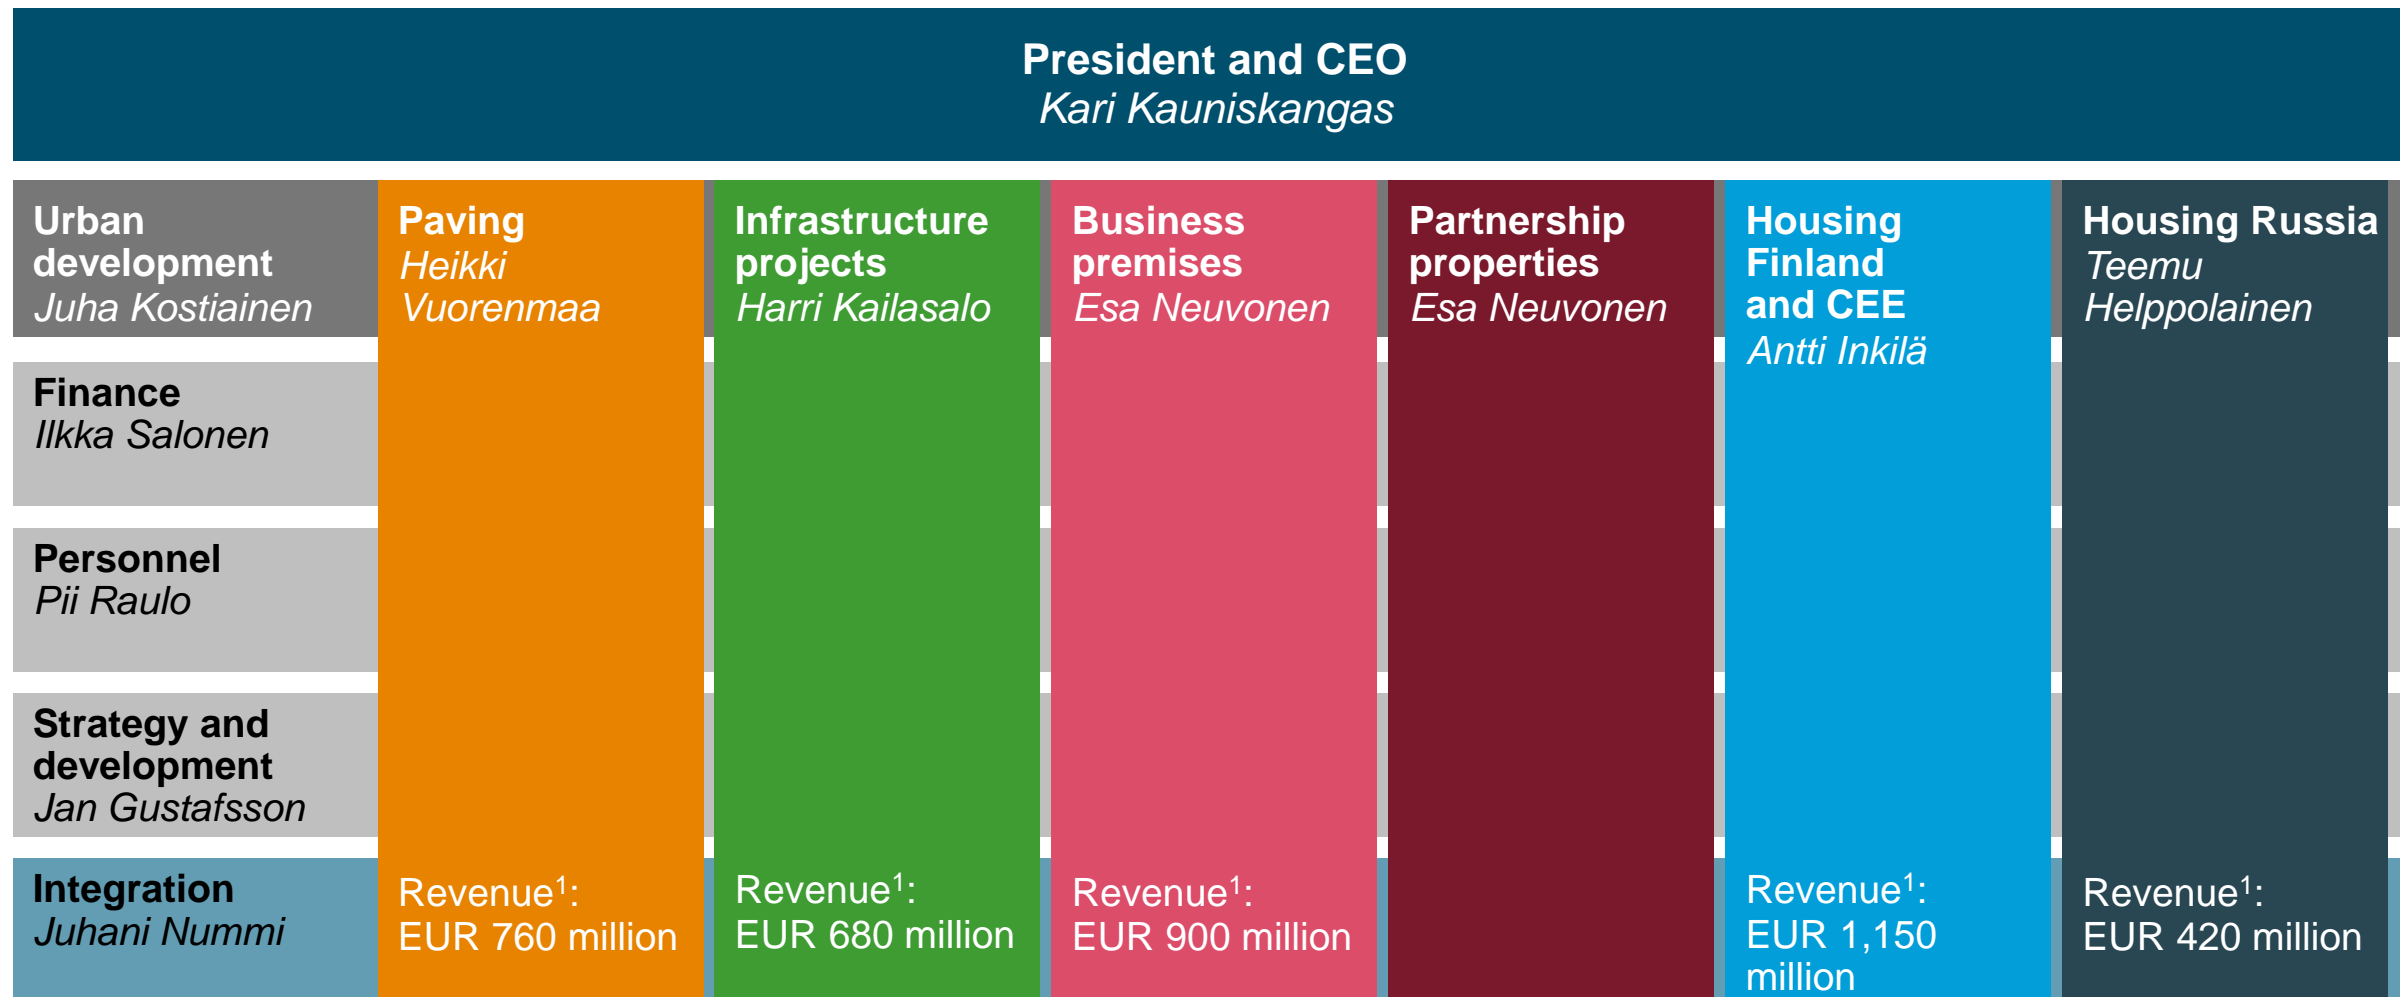 President and CEO
Kari Kauniskangas
Urban
development
Juha Kostiainen
Paving
Heikki
Vuorenmaa
Infrastructure
projects
Harri Kailasalo
Business
premises
Esa Neuvonen
Partnership
properties
Esa Neuvonen
Housing
Finland
and CEE
Antti Inkilä
Housing Russia
Teemu
Helppolainen
Finance
Ilkka Salonen
Personnel
Pii Raulo
Strategy and
development
Jan Gustafsson
Integration
Juhani Nummi
Revenue¹:
EUR 760 million
Revenue¹:
EUR 680 million
Revenue¹:
EUR 900 million
Revenue¹:
EUR 1,150
million
Revenue¹:
EUR 420 million